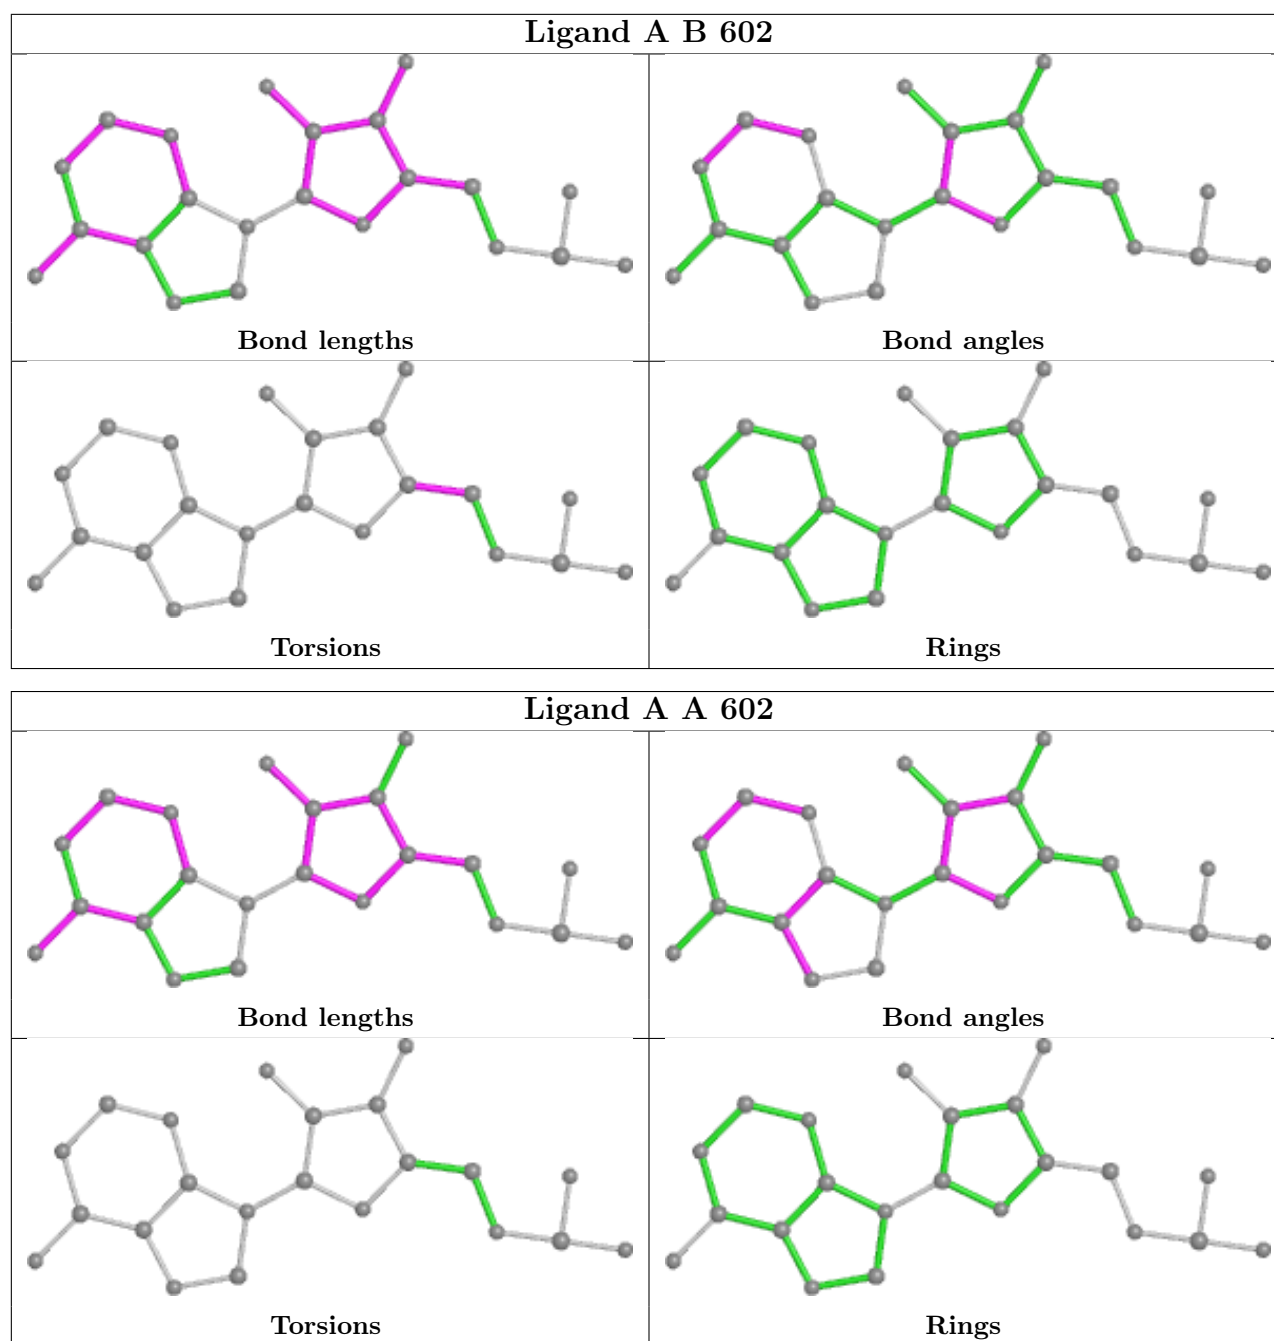 Ligand A B 602
Bond lengths
Bond angles
Torsions
Rings
Ligand A A 602
Bond lengths
Bond angles
Torsions
Rings